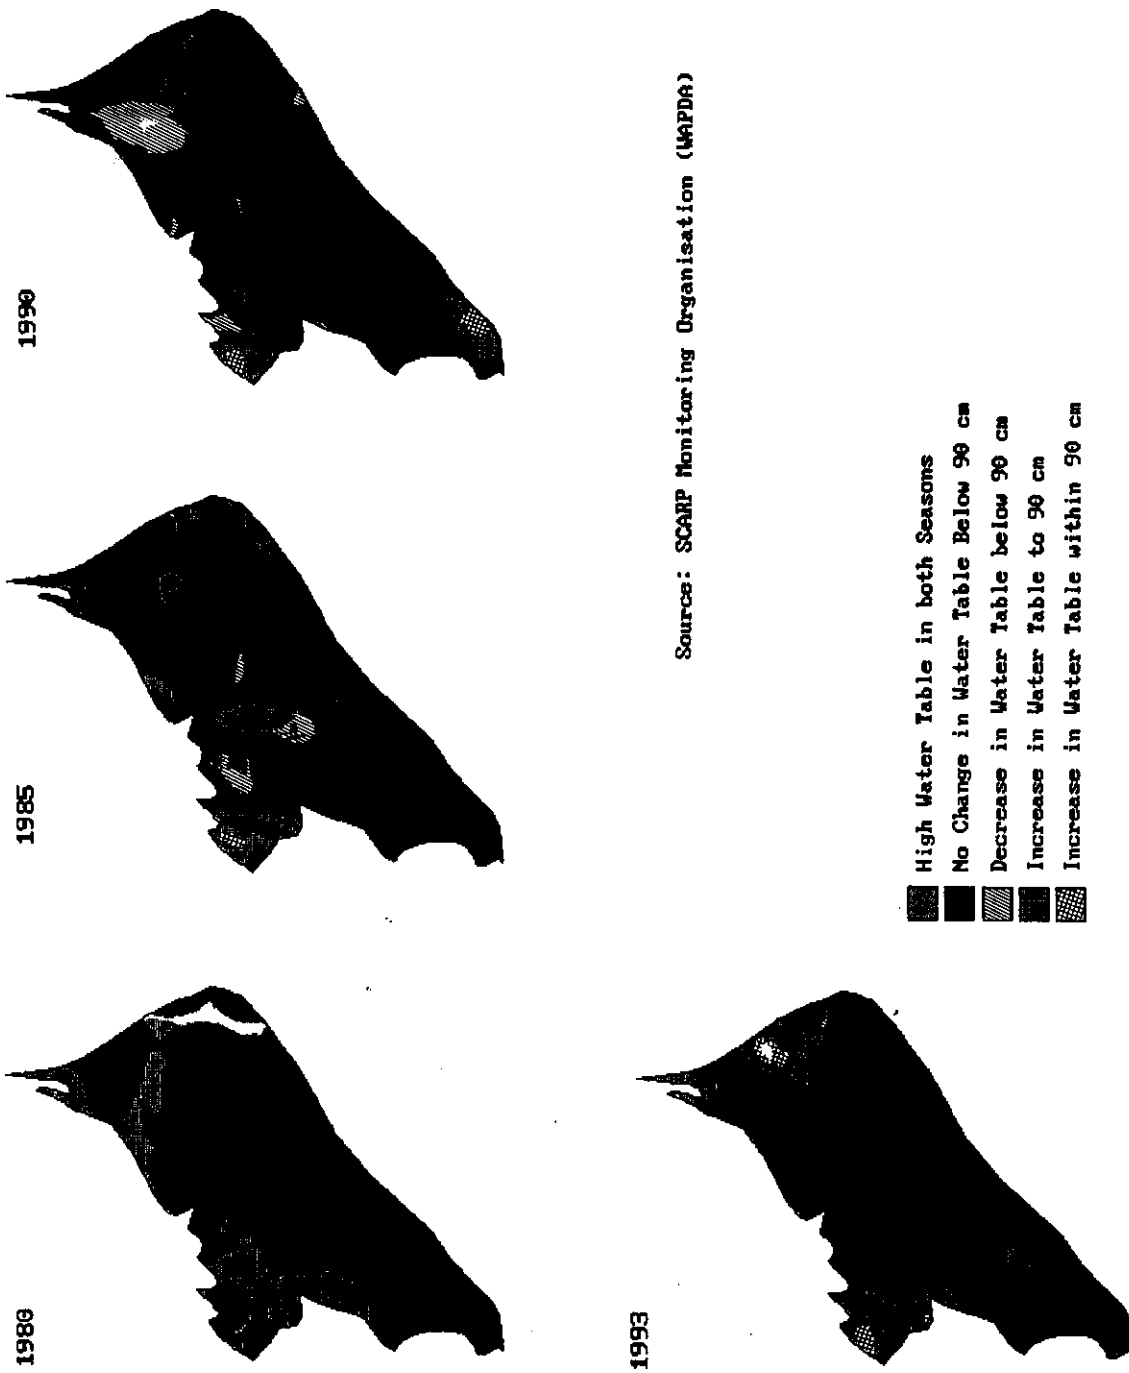 1980
1985
1990
1993
Source: SCARP Monitoring Organisation (WAPDA)
High Water Table in both Seasons
No Change in Water Table Below 90 cm
Decrease in Water Table below 90 cm
Increase in Water Table to 90 cm
Increase in Water Table within 90 cm